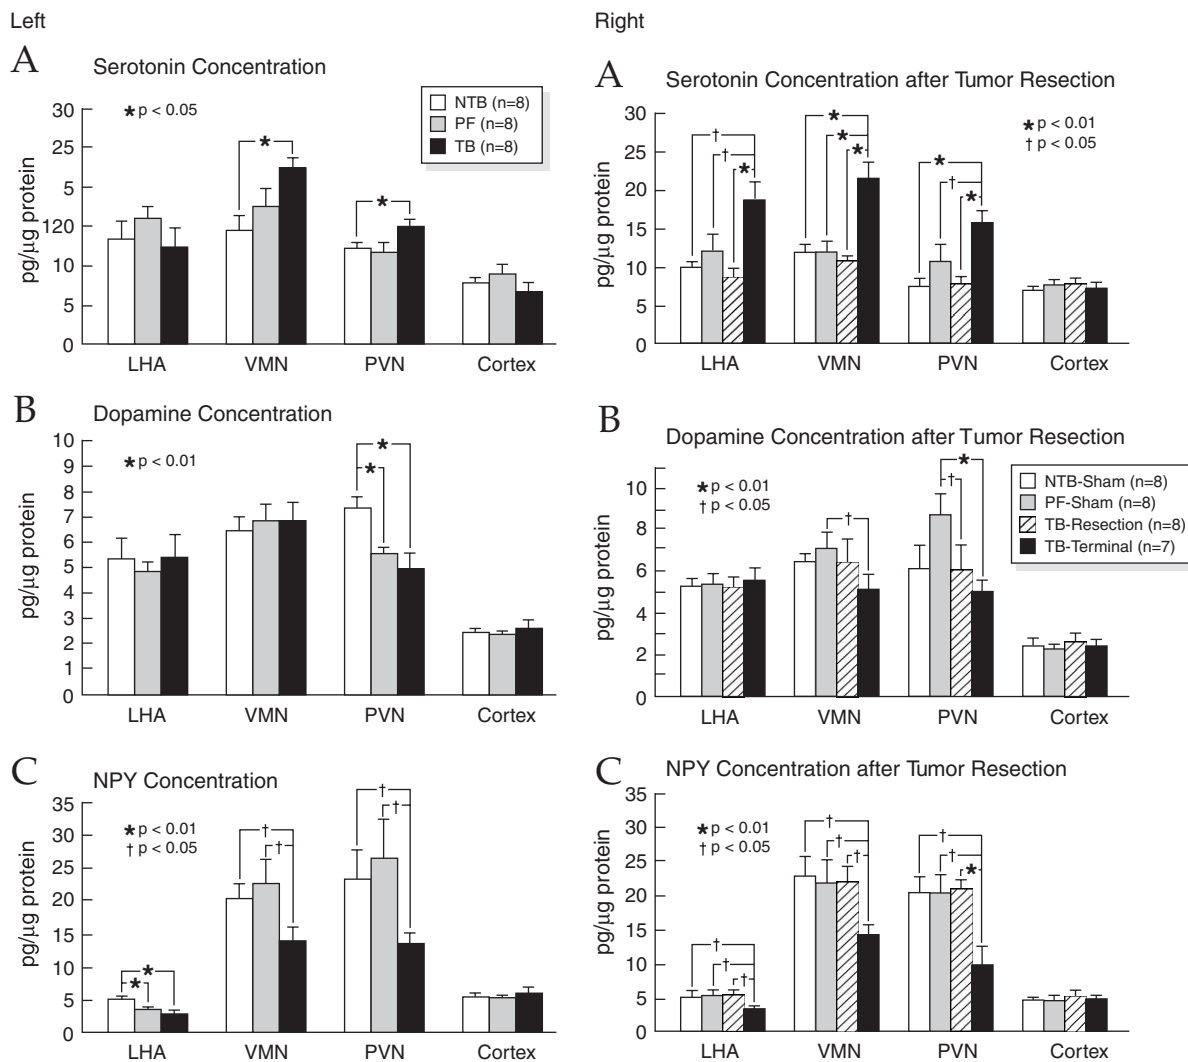 Left
A
Serotonin Concentration
★ p < 0.05
NTB (n=8)
PF (n=8)
TB (n=8)
pg/μg protein
30
25
5
120
10
5
0
★
★
LHA
VMN
PVN
Cortex
B
Dopamine Concentration
★ p < 0.01
pg/μg protein
10
9
8
7
6
5
4
3
2
1
0
★
★
LHA
VMN
PVN
Cortex
C
NPY Concentration
★ p < 0.01
† p < 0.05
pg/μg protein
35
30
25
20
15
10
5
0
★
★
†
†
†
†
LHA
VMN
PVN
Cortex
Right
A
Serotonin Concentration after Tumor Resection
★ p < 0.01
† p < 0.05
pg/μg protein
30
25
20
15
10
5
0
†
†
★
★
★
★
★
†
★
LHA
VMN
PVN
Cortex
B
Dopamine Concentration after Tumor Resection
★ p < 0.01
† p < 0.05
NTB-Sham (n=8)
PF-Sham (n=8)
TB-Resection (n=8)
TB-Terminal (n=7)
pg/μg protein
10
8
6
4
2
0
†
★
†
LHA
VMN
PVN
Cortex
C
NPY Concentration after Tumor Resection
★ p < 0.01
† p < 0.05
pg/μg protein
35
30
25
20
15
10
5
0
†
†
†
†
†
†
†
†
★
LHA
VMN
PVN
Cortex